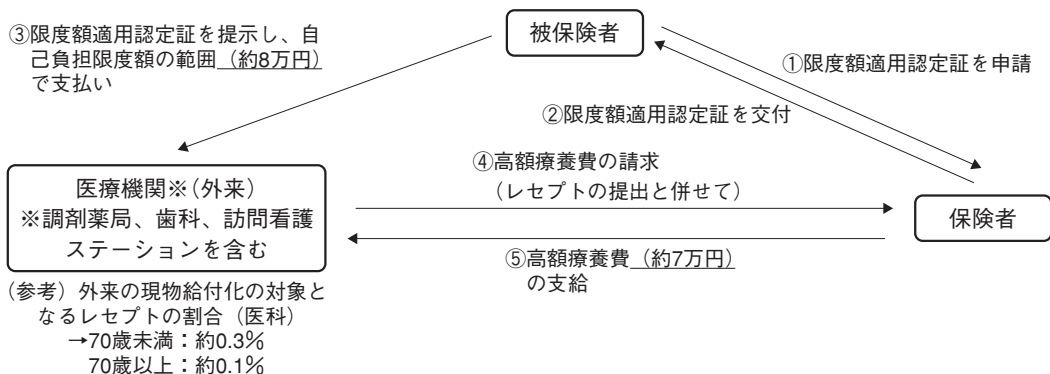 ③限度額適用認定証を提示し、自
己負担限度額の範囲（約8万円）
で支払い
被保険者
①限度額適用認定証を申請
②限度額適用認定証を交付
④高額療養費の請求
（レセプトの提出と併せて）
医療機関※（外来）
※調剤薬局、歯科、訪問看護
ステーションを含む
保険者
⑤高額療養費（約7万円）
の支給
（参考）外来の現物給付化の対象と
なるレセプトの割合（医科）
→70歳未満：約0.3％
70歳以上：約0.1％